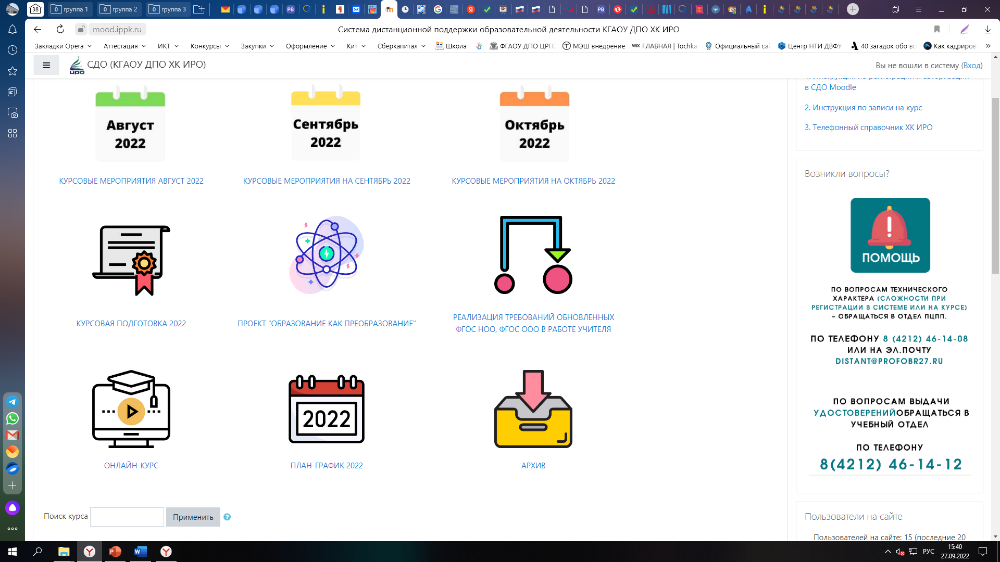 38
0 группа 1
0 группа 2
0 группа 3
mood.ippk.ru
Система дистанционной поддержки образовательной деятельности КГАОУ ДПО ХК ИРО
Закладки Opera
Аттестация
ИКТ
Конкурсы
Закупки
Оформление
Кит
Сберкапитал
Школа
ФГАОУ ДПО ЦРГО
МЭШ внедрение
WIX ГЛАВНАЯ | Tochka
Официальный сай
Центр НТИ ДВФУ
40 загадок обо вс
Как кадриров
ИРО
СДО (КГАОУ ДПО ХК ИРО)
Вы не вошли в систему (Вход)
Август
2022
Сентябрь
2022
Октябрь
2022
КУРСОВЫЕ МЕРОПРИЯТИЯ АВГУСТ 2022
КУРСОВЫЕ МЕРОПРИЯТИЯ НА СЕНТЯБРЬ 2022
КУРСОВЫЕ МЕРОПРИЯТИЯ НА ОКТЯБРЬ 2022
КУРСОВАЯ ПОДГОТОВКА 2022
ПРОЕКТ "ОБРАЗОВАНИЕ КАК ПРЕОБРАЗОВАНИЕ"
РЕАЛИЗАЦИЯ ТРЕБОВАНИЙ ОБНОВЛЕННЫХ
ФГОС НОО, ФГОС ООО В РАБОТЕ УЧИТЕЛЯ
2022
ОНЛАЙН-КУРС
ПЛАН-ГРАФИК 2022
АРХИВ
Поиск курса
Применить
1. Инструкция по регистрации и авторизации
в СДО Moodle
2. Инструкция по записи на курс
3. Телефонный справочник ХК ИРО
Возникли вопросы?
ПОМОЩЬ
ПО ВОПРОСАМ ТЕХНИЧЕСКОГО
ХАРАКТЕРА (СЛОЖНОСТИ ПРИ
РЕГИСТРАЦИИ В СИСТЕМЕ ИЛИ НА КУРСЕ)
– ОБРАЩАТЬСЯ В ОТДЕЛ ПЦПП.
ПО ТЕЛЕФОНУ 8 (4212) 46-14-08
ИЛИ НА ЭЛ.ПОЧТУ
DISTANT@PROFOBR27.RU
ПО ВОПРОСАМ ВЫДАЧИ
УДОСТОВЕРЕНИЙОБРАЩАТЬСЯ В
УЧЕБНЫЙ ОТДЕЛ
ПО ТЕЛЕФОНУ
8(4212) 46-14-12
Пользователи на сайте
Пользователей на сайте: 15 (последние 20
РУС
15:40
27.09.2022